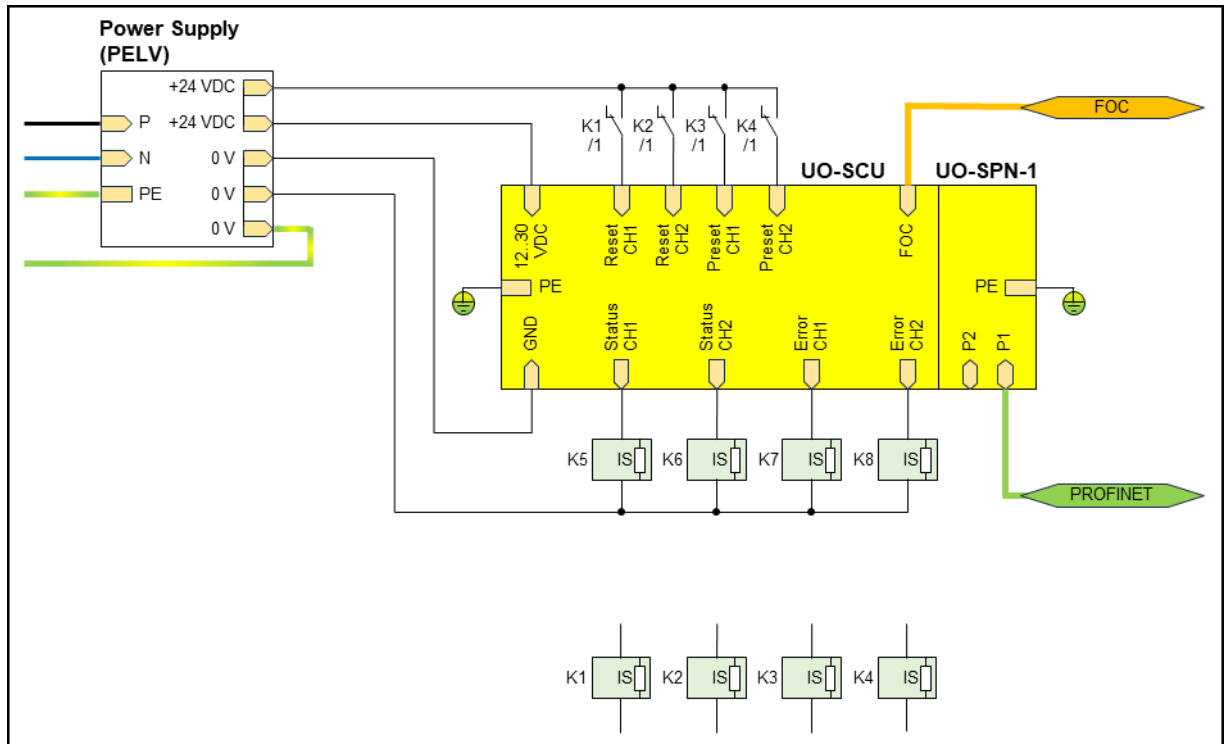 Power Supply
(PELV)
+24 VDC
P
+24 VDC
N
0 V
PE
0 V
0 V
K1
/1
K2
/1
K3
/1
K4
/1
FOC
UO-SCU
UO-SPN-1
12..30
VDC
Reset
CH1
Reset
CH2
Preset
CH1
Preset
CH2
FOC
PE
PE
GND
Status
CH1
Status
CH2
Error
CH1
Error
CH2
P2
P1
K5
IS
K6
IS
K7
IS
K8
IS
PROFINET
K1
IS
K2
IS
K3
IS
K4
IS